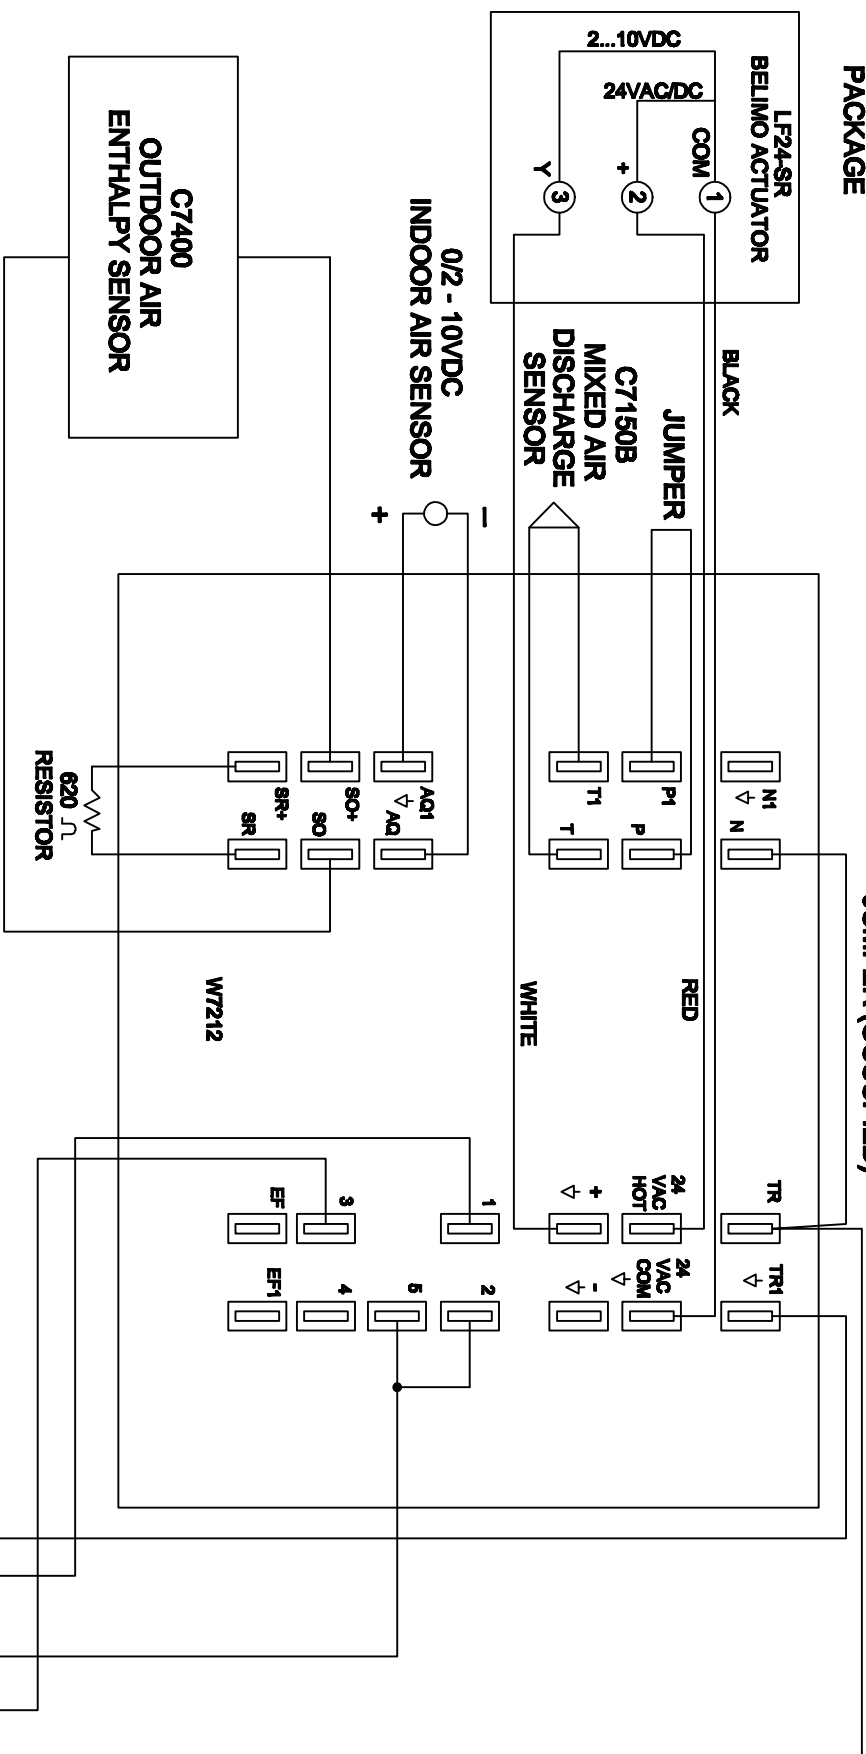 PACKAGE
LF24-SR
BELIMO ACTUATOR
2...10VDC
24VAC/DC
COM
+
Y
1
2
3
BLACK
JUMPER
C7150B
MIXED AIR
DISCHARGE
SENSOR
0/2 - 10VDC
INDOOR AIR SENSOR
–
+
C7400
OUTDOOR AIR
ENTHALPY SENSOR
N1
N
P1
P
T1
T
AQ1
AQ
SO+
SO
SR+
SR
620
RESISTOR
RED
WHITE
W7212
TR
TR1
24
VAC
HOT
24
VAC
COM
+
-
1
2
5
3
4
EF
EF1